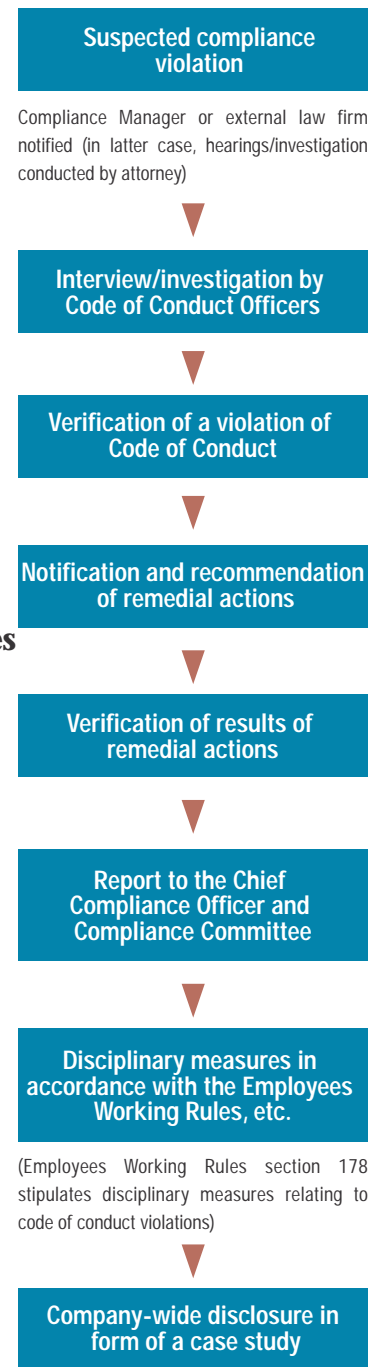 Suspected compliance
violation
Compliance Manager or external law firm
notified (in latter case, hearings/investigation
conducted by attorney)
Interview/investigation by
Code of Conduct Officers
Verification of a violation of
Code of Conduct
Notification and recommendation
of remedial actions
es
Verification of results of
remedial actions
Report to the Chief
Compliance Officer and
Compliance Committee
Disciplinary measures in
accordance with the Employees
Working Rules, etc.
(Employees Working Rules section 178
stipulates disciplinary measures relating to
code of conduct violations)
Company-wide disclosure in
form of a case study